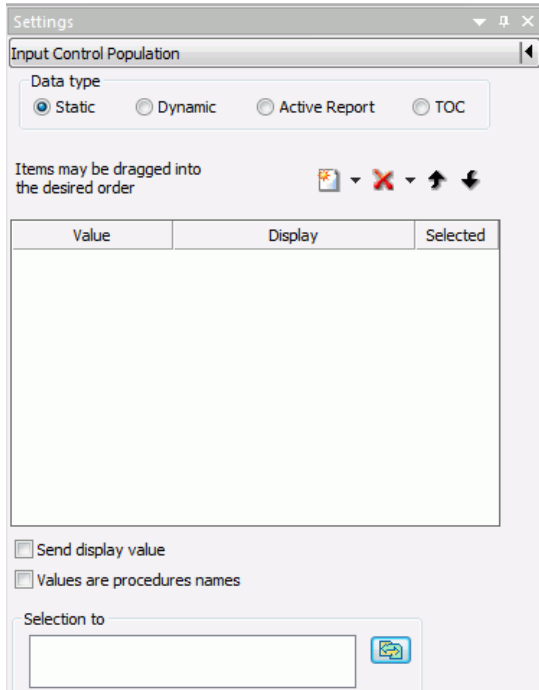 Settings
Input Control Population
Data type
Static Dynamic Active Report TOC
Items may be dragged into
the desired order
Value Display Selected
Send display value
Values are procedures names
Selection to